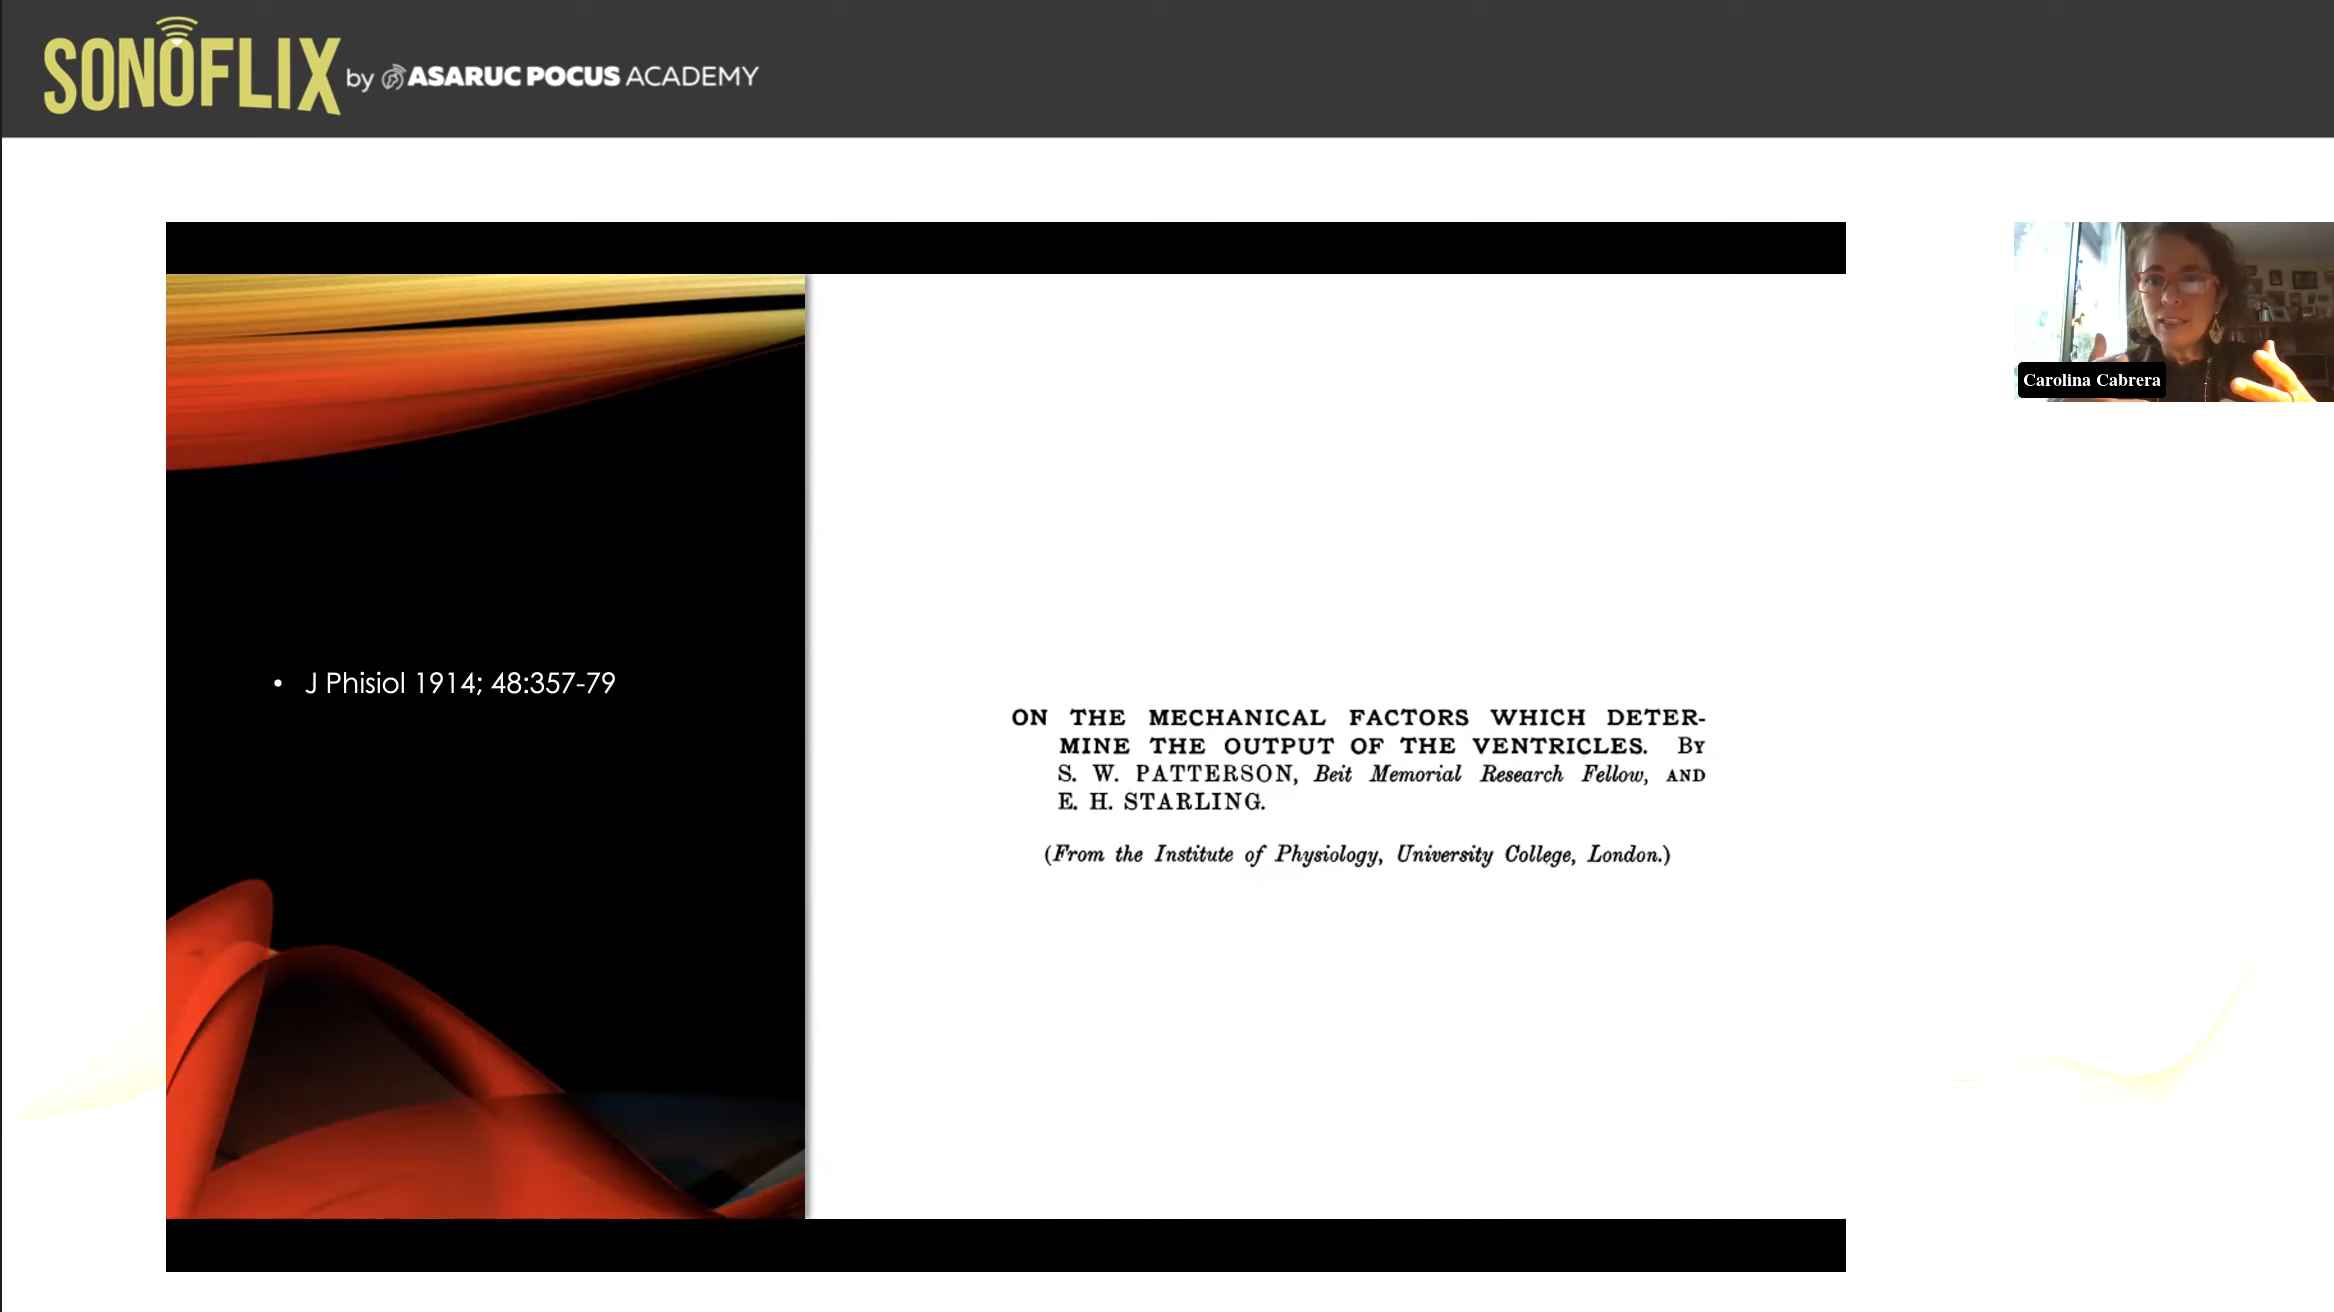 SONOFLIX by ASARUC POCUS ACADEMY
Carolina Cabrera
• J Phisiol 1914; 48:357-79
ON THE MECHANICAL FACTORS WHICH DETER-
MINE THE OUTPUT OF THE VENTRICLES. By
S. W. PATTERSON, Beit Memorial Research Fellow, AND
E. H. STARLING.
(From the Institute of Physiology, University College, London.)